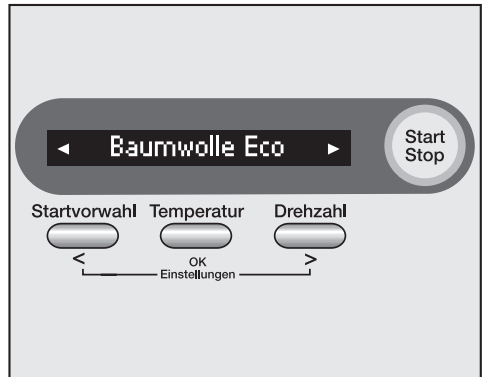 ◄ Baumwolle Eco ►
Start
Stop
Startvorwahl Temperatur Drehzahl
< OK >
Einstellungen